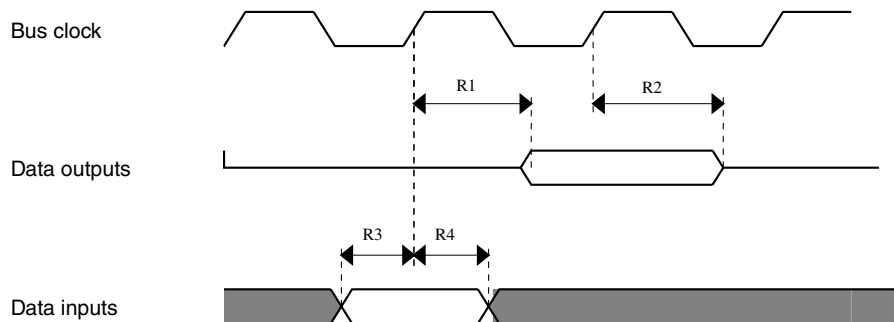 Bus clock
R1
R2
Data outputs
R3
R4
Data inputs